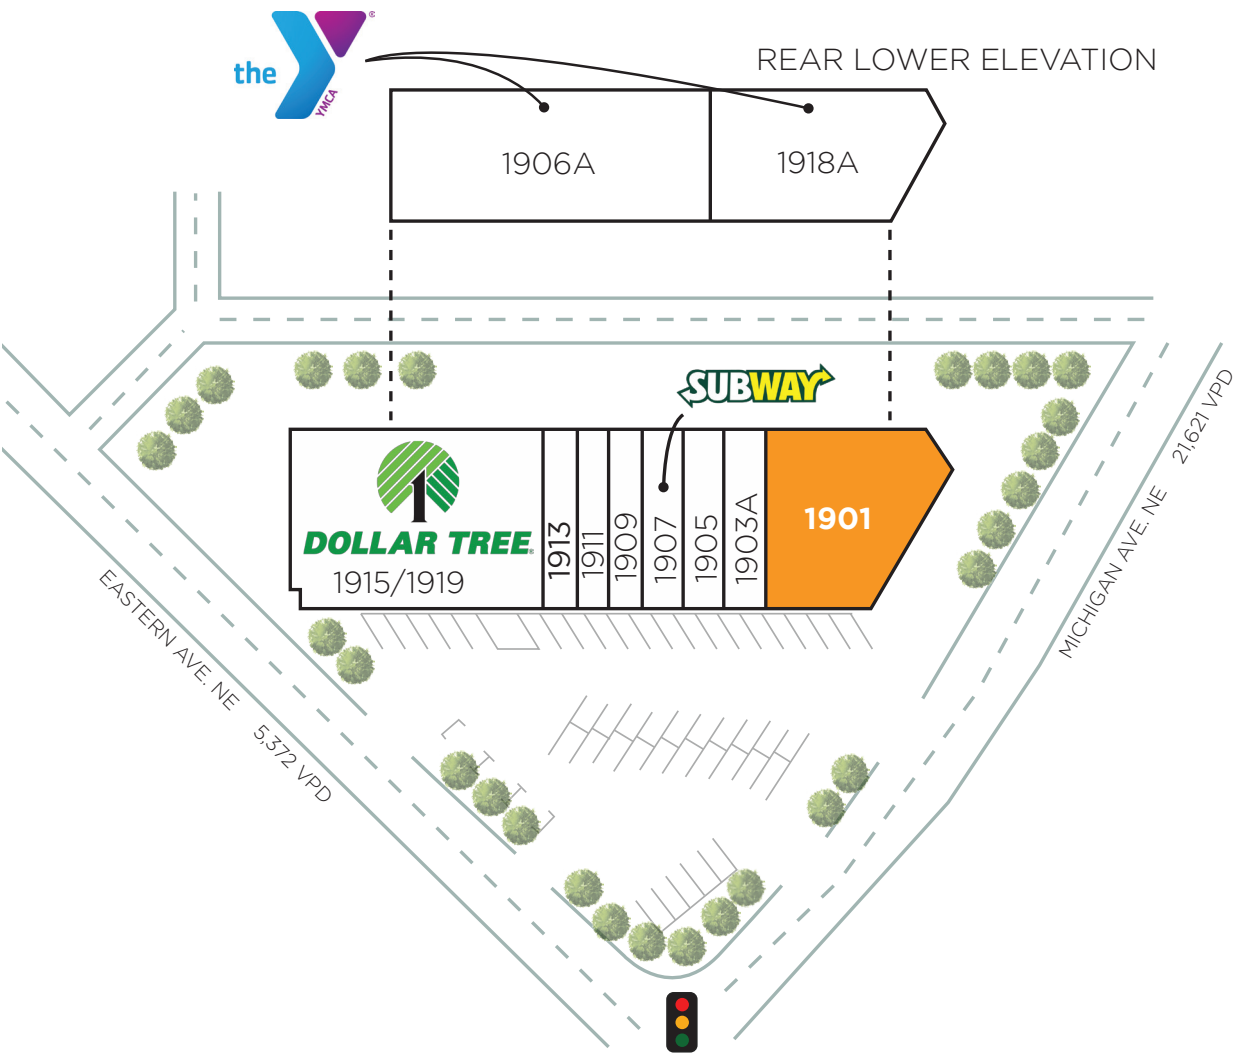 the
YMCA
REAR LOWER ELEVATION
1906A
1918A
SUBWAY
DOLLAR TREE
1915/1919
1913
1911
1909
1907
1905
1903A
1901
EASTERN AVE. NE 5,372 VPD
MICHIGAN AVE. NE 21,621 VPD